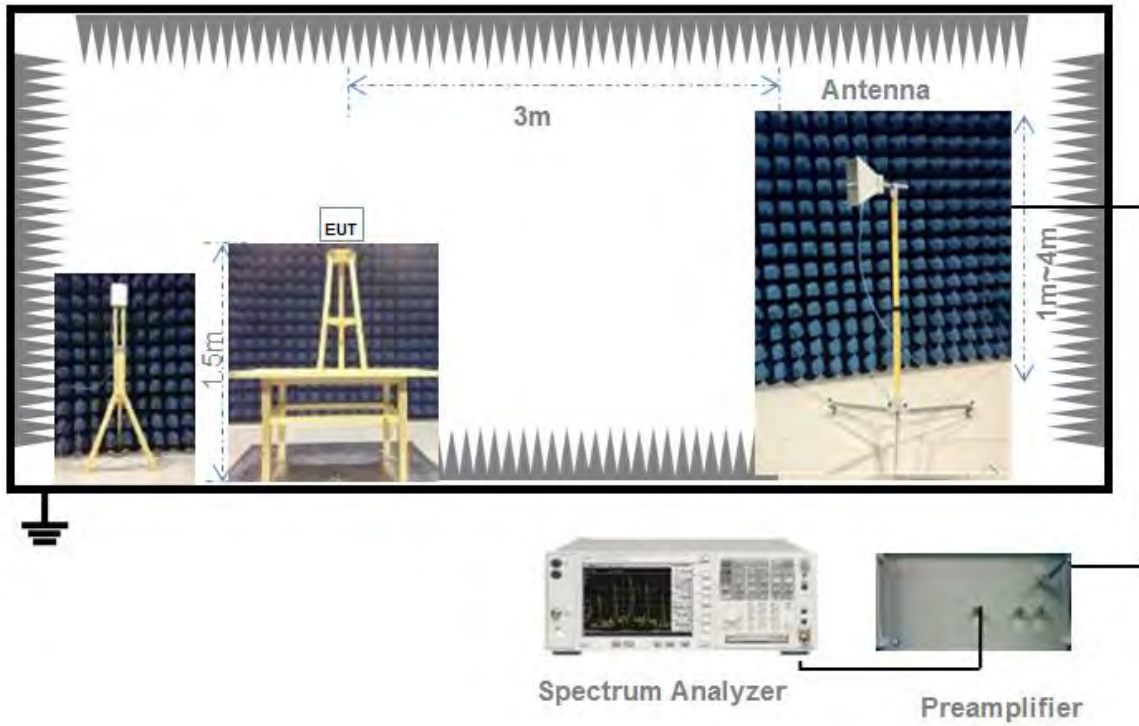 Antenna
3m
EUT
1.5m
1m~4m
Spectrum Analyzer
Preamplifier